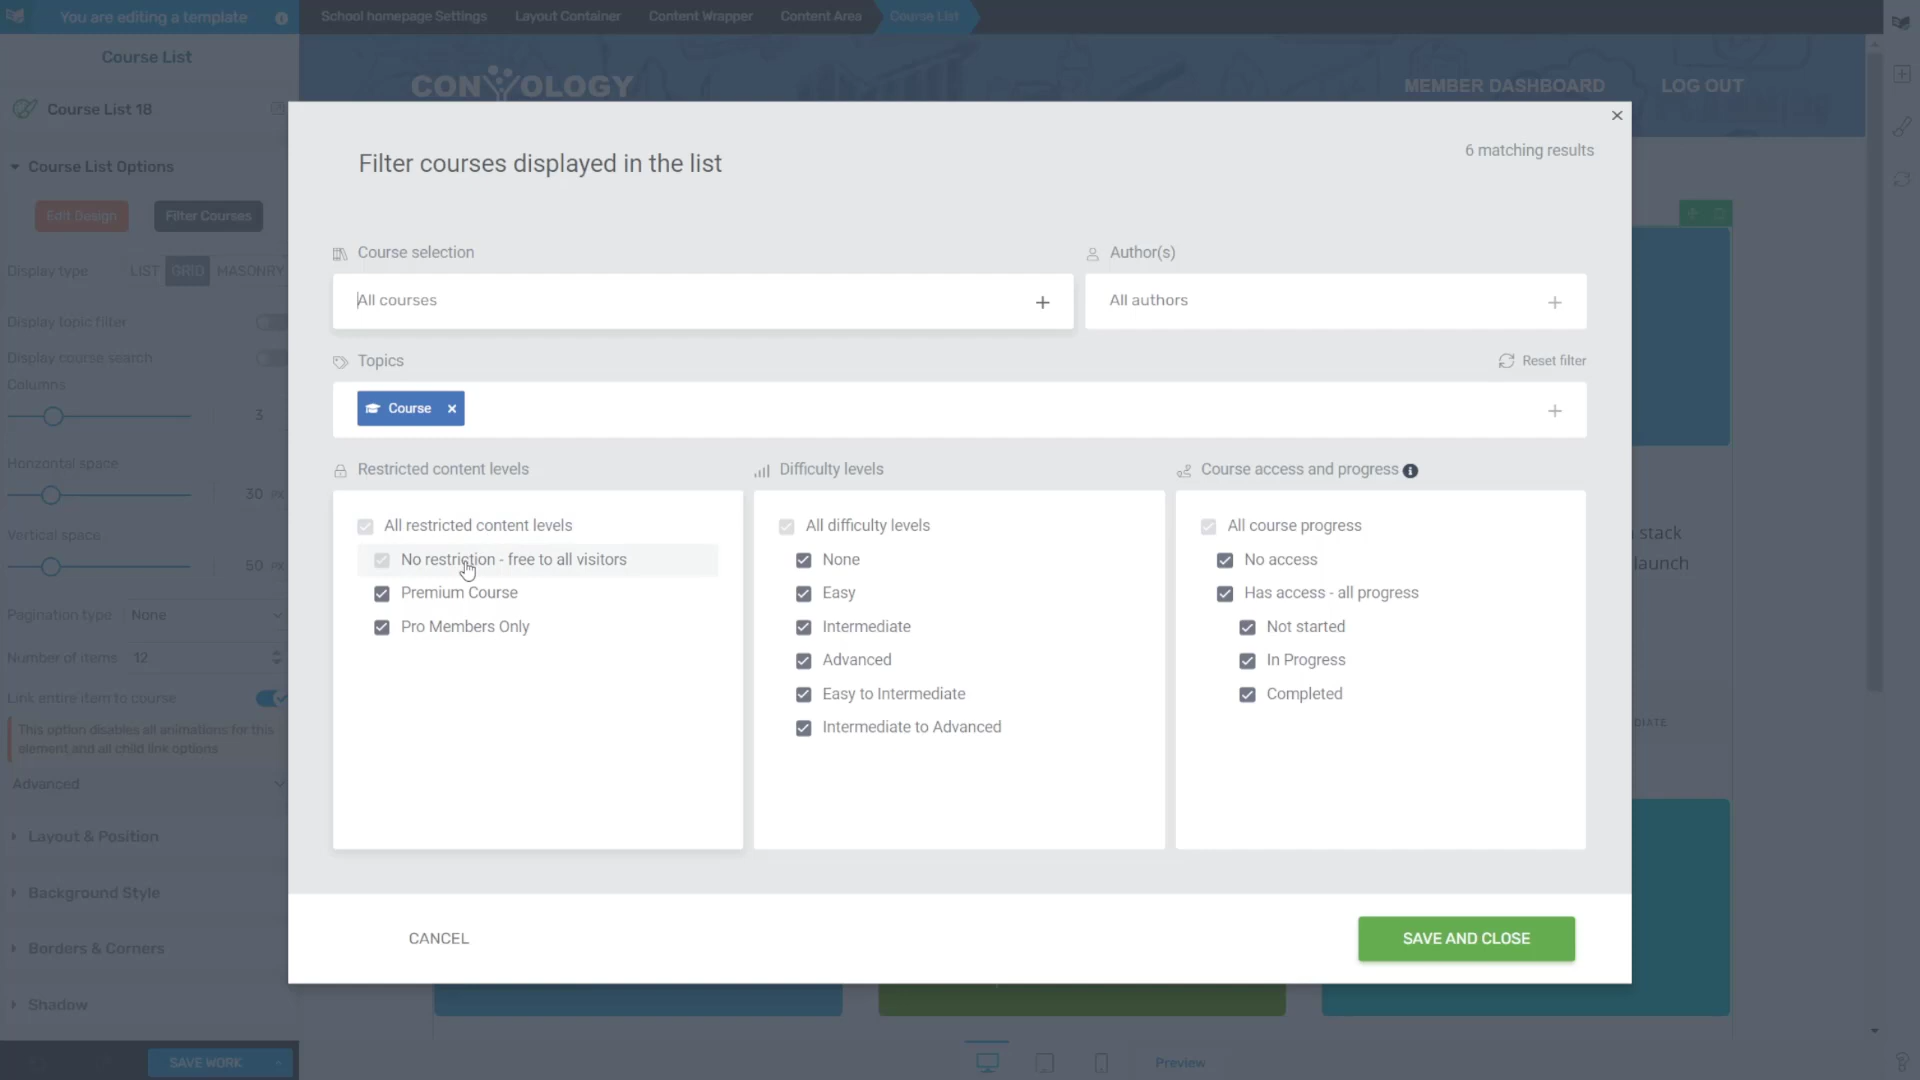 You are editing a template
School homepage Settings
Layout Container
Content Wrapper
Content Area
Course List
Course List
CONVOLOGY
MEMBER DASHBOARD
LOG OUT
Course List 18
Course List Options
Edit Design
Filter Courses
Display type
LIST
GRID
MASONRY
Display topic filter
Display course search
Columns
3
Horizontal space
30 PX
Vertical space
50 PX
Pagination type
None
Number of items
12
Link entire item to course
This option disables all animations for this
element and all child link options
Advanced
Layout & Position
Background Style
Borders & Corners
Shadow
SAVE WORK
Filter courses displayed in the list
6 matching results
Course selection
All courses
Author(s)
All authors
Topics
Reset filter
Course
Restricted content levels
All restricted content levels
No restriction - free to all visitors
Premium Course
Pro Members Only
Difficulty levels
All difficulty levels
None
Easy
Intermediate
Advanced
Easy to Intermediate
Intermediate to Advanced
Course access and progress
All course progress
No access
Has access - all progress
Not started
In Progress
Completed
CANCEL
SAVE AND CLOSE
stack
launch
DIATE
Preview